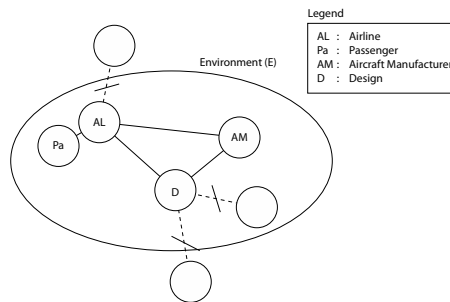 Legend
AL : Airline
Pa : Passenger
AM : Aircraft Manufacturer
D : Design
Environment (E)
AL
Pa
AM
D